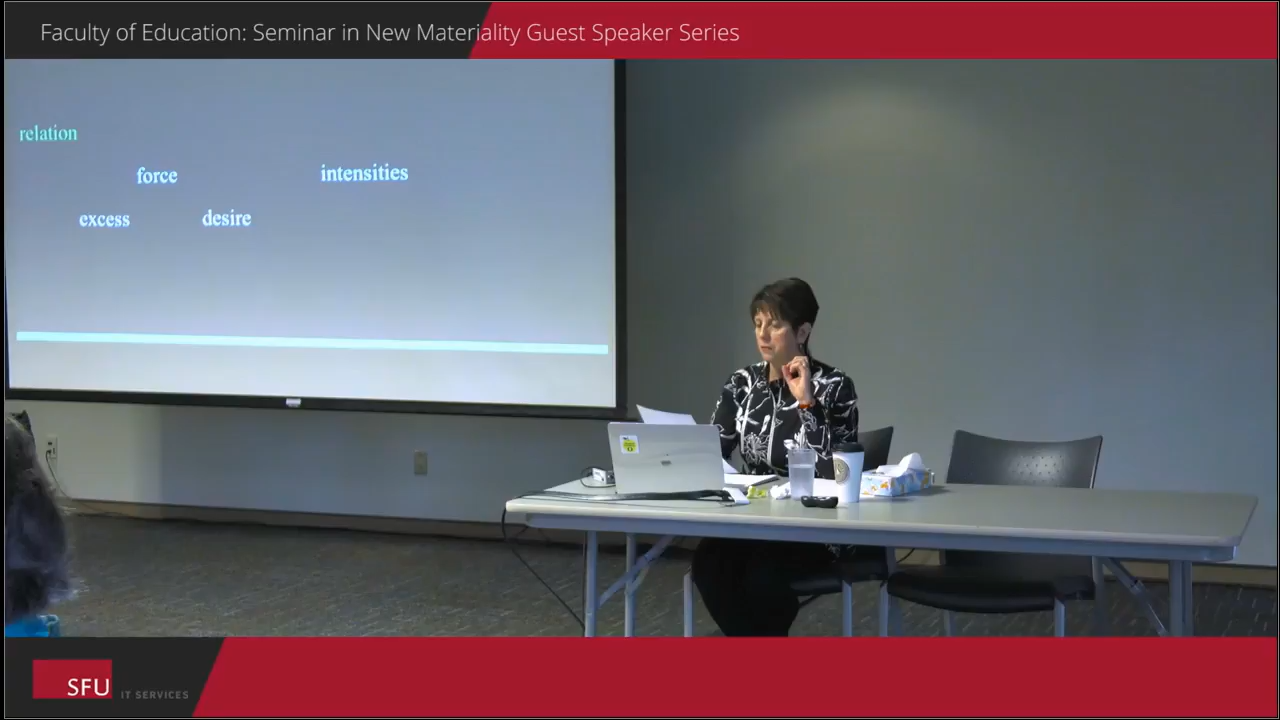 Faculty of Education: Seminar in New Materiality Guest Speaker Series
relation
force intensities
excess desire
SFU IT SERVICES